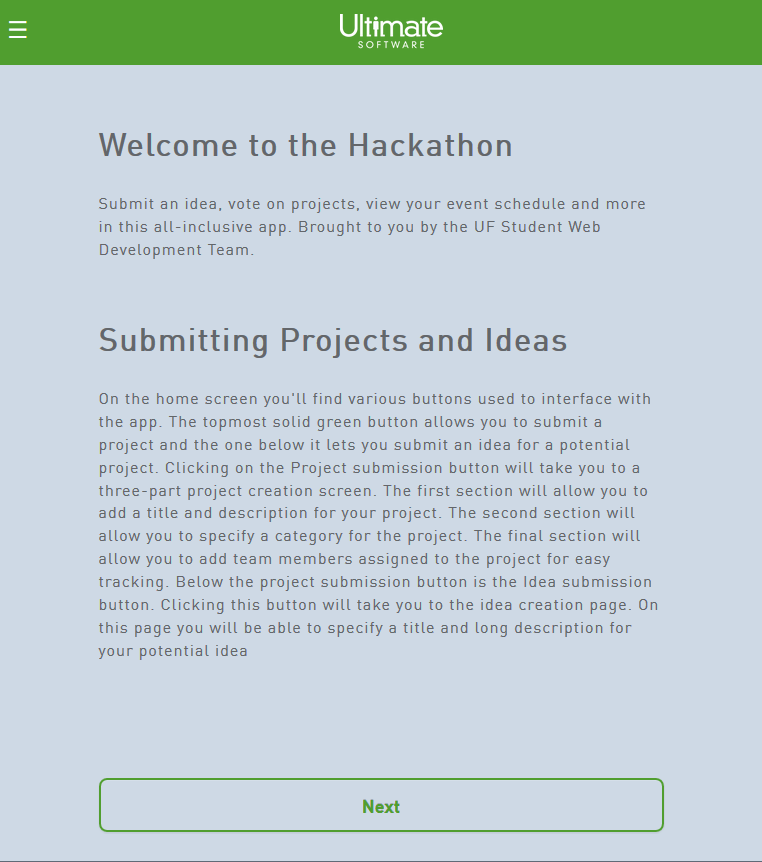 Ultimate
SOFTWARE
Welcome to the Hackathon
Submit an idea, vote on projects, view your event schedule and more
in this all-inclusive app. Brought to you by the UF Student Web
Development Team.
Submitting Projects and Ideas
On the home screen you'll find various buttons used to interface with
the app. The topmost solid green button allows you to submit a
project and the one below it lets you submit an idea for a potential
project. Clicking on the Project submission button will take you to a
three-part project creation screen. The first section will allow you to
add a title and description for your project. The second section will
allow you to specify a category for the project. The final section will
allow you to add team members assigned to the project for easy
tracking. Below the project submission button is the Idea submission
button. Clicking this button will take you to the idea creation page. On
this page you will be able to specify a title and long description for
your potential idea
Next